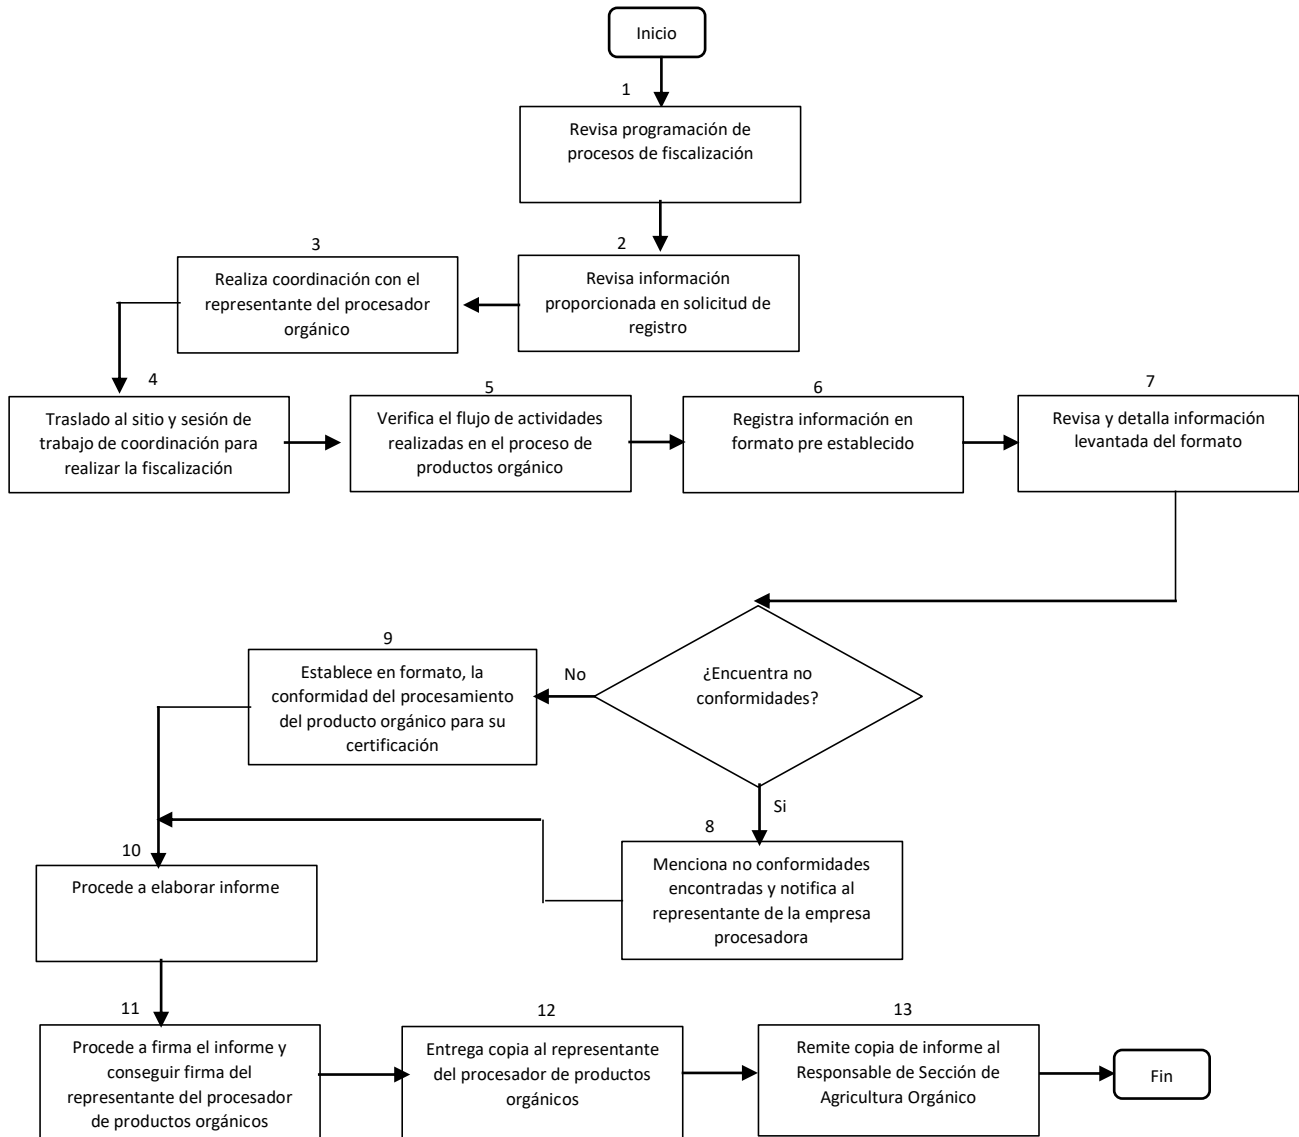 Inicio
1
Revisa programación de
procesos de fiscalización
2
Revisa información
proporcionada en solicitud de
registro
3
Realiza coordinación con el
representante del procesador
orgánico
4
Traslado al sitio y sesión de
trabajo de coordinación para
realizar la fiscalización
5
Verifica el flujo de actividades
realizadas en el proceso de
productos orgánico
6
Registra información en
formato pre establecido
7
Revisa y detalla información
levantada del formato
¿Encuentra no
conformidades?
No
Si
8
Menciona no conformidades
encontradas y notifica al
representante de la empresa
procesadora
9
Establece en formato, la
conformidad del procesamiento
del producto orgánico para su
certificación
10
Procede a elaborar informe
11
Procede a firma el informe y
conseguir firma del
representante del procesador
de productos orgánicos
12
Entrega copia al representante
del procesador de productos
orgánicos
13
Remite copia de informe al
Responsable de Sección de
Agricultura Orgánico
Fin